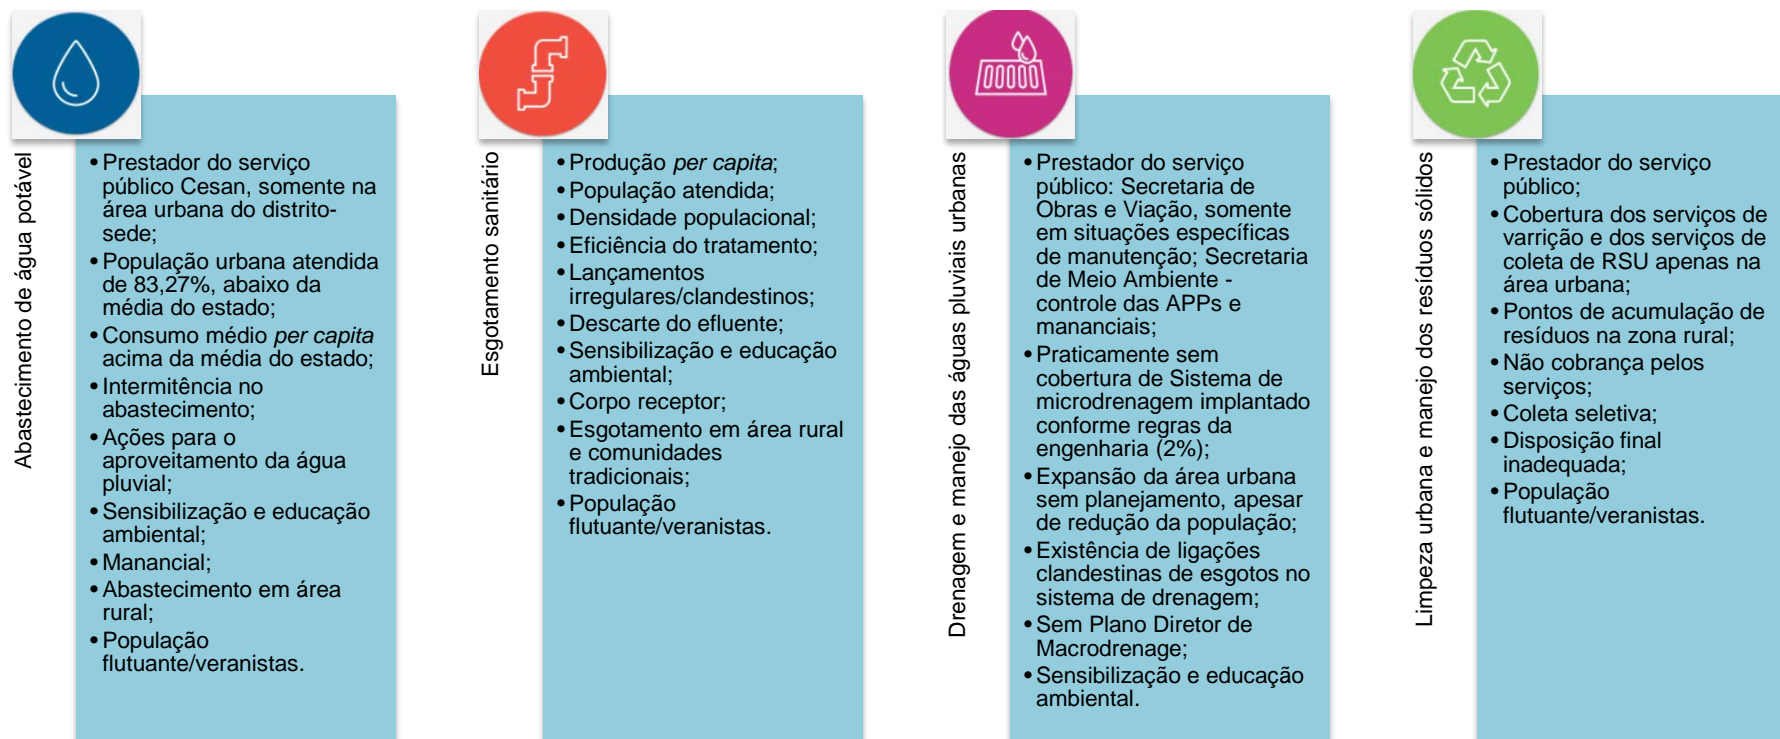 Abastecimento de água potável
• Prestador do serviço
público Cesan, somente na
área urbana do distrito-
sede;
• População urbana atendida
de 83,27%, abaixo da
média do estado;
• Consumo médio per capita
acima da média do estado;
• Intermitência no
abastecimento;
• Ações para o
aproveitamento da água
pluvial;
• Sensibilização e educação
ambiental;
• Manancial;
• Abastecimento em área
rural;
• População
flutuante/veranistas.
Esgotamento sanitário
• Produção per capita;
• População atendida;
• Densidade populacional;
• Eficiência do tratamento;
• Lançamentos
irregulares/clandestinos;
• Descarte do efluente;
• Sensibilização e educação
ambiental;
• Corpo receptor;
• Esgotamento em área rural
e comunidades
tradicionais;
• População
flutuante/veranistas.
Drenagem e manejo das águas pluviais urbanas
• Prestador do serviço
público: Secretaria de
Obras e Viação, somente
em situações específicas
de manutenção; Secretaria
de Meio Ambiente -
controle das APPs e
mananciais;
• Praticamente sem
cobertura de Sistema de
microdrenagem implantado
conforme regras da
engenharia (2%);
• Expansão da área urbana
sem planejamento, apesar
de redução da população;
• Existência de ligações
clandestinas de esgotos no
sistema de drenagem;
• Sem Plano Diretor de
Macrodrenage;
• Sensibilização e educação
ambiental.
Limpeza urbana e manejo dos resíduos sólidos
• Prestador do serviço
público;
• Cobertura dos serviços de
varrição e dos serviços de
coleta de RSU apenas na
área urbana;
• Pontos de acumulação de
resíduos na zona rural;
• Não cobrança pelos
serviços;
• Coleta seletiva;
• Disposição final
inadequada;
• População
flutuante/veranistas.